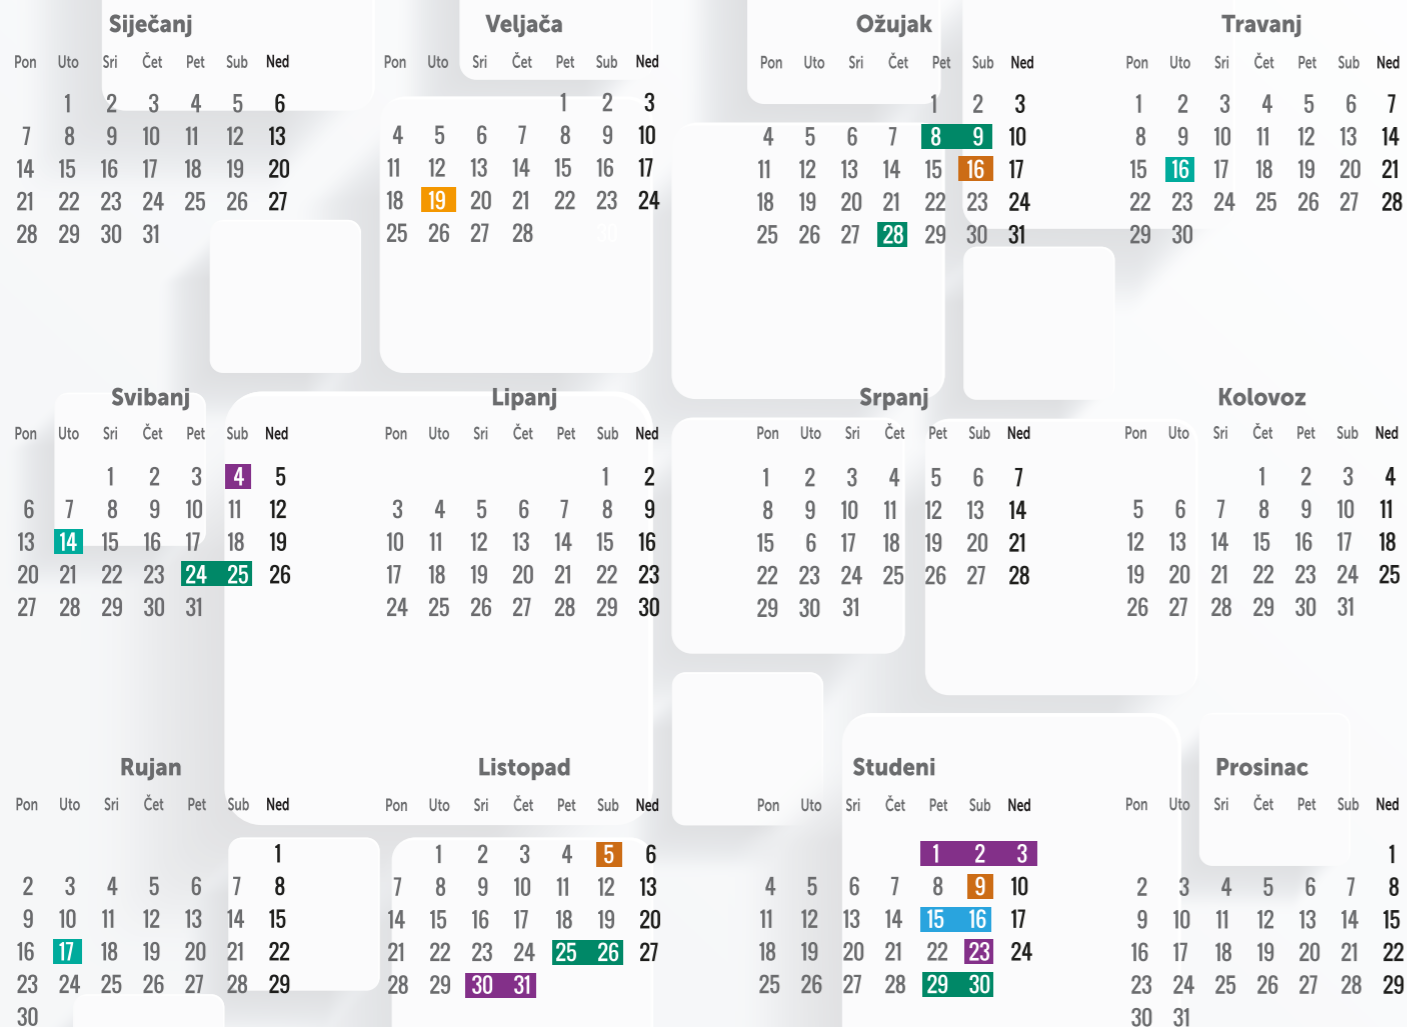 Siječanj Veljača Ožujak Travanj
Pon Uto Sri Čet Pet Sub Ned Pon Uto Sri Čet Pet Sub Ned Pon Uto Sri Čet Pet Sub Ned Pon Uto Sri Čet Pet Sub Ned
1 2 3 4 5 6 1 2 3 1 2 3 1 2 3 4 5 6 7
7 8 9 10 11 12 13 4 5 6 7 8 9 10 4 5 6 7 8 9 10 8 9 10 11 12 13 14
14 15 16 17 18 19 20 11 12 13 14 15 16 17 11 12 13 14 15 16 17 15 16 17 18 19 20 21
21 22 23 24 25 26 27 18 19 20 21 22 23 24 18 19 20 21 22 23 24 22 23 24 25 26 27 28
28 29 30 31 25 26 27 28 30 25 26 27 28 29 30 31 29 30
Svibanj Lipanj Srpanj Kolovoz
Pon Uto Sri Čet Pet Sub Ned Pon Uto Sri Čet Pet Sub Ned Pon Uto Sri Čet Pet Sub Ned Pon Uto Sri Čet Pet Sub Ned
1 2 3 4 5 1 2 1 2 3 4 5 6 7 1 2 3 4
6 7 8 9 10 11 12 3 4 5 6 7 8 9 8 9 10 11 12 13 14 5 6 7 8 9 10 11
13 14 15 16 17 18 19 10 11 12 13 14 15 16 15 6 17 18 19 20 21 12 13 14 15 16 17 18
20 21 22 23 24 25 26 17 18 19 20 21 22 23 22 23 24 25 26 27 28 19 20 21 22 23 24 25
27 28 29 30 31 24 25 26 27 28 29 30 29 30 31 26 27 28 29 30 31
Rujan Listopad Studeni Prosinac
Pon Uto Sri Čet Pet Sub Ned Pon Uto Sri Čet Pet Sub Ned Pon Uto Sri Čet Pet Sub Ned Pon Uto Sri Čet Pet Sub Ned
1 1 2 3 4 5 6 1 2 3 1
2 3 4 5 6 7 8 7 8 9 10 11 12 13 4 5 6 7 8 9 10 2 3 4 5 6 7 8
9 10 11 12 13 14 15 14 15 16 17 18 19 20 11 12 13 14 15 16 17 9 10 11 12 13 14 15
16 17 18 19 20 21 22 21 22 23 24 25 26 27 18 19 20 21 22 23 24 16 17 18 19 20 21 22
23 24 25 26 27 28 29 28 29 30 31 25 26 27 28 29 30 23 24 25 26 27 28 29
30 30 31